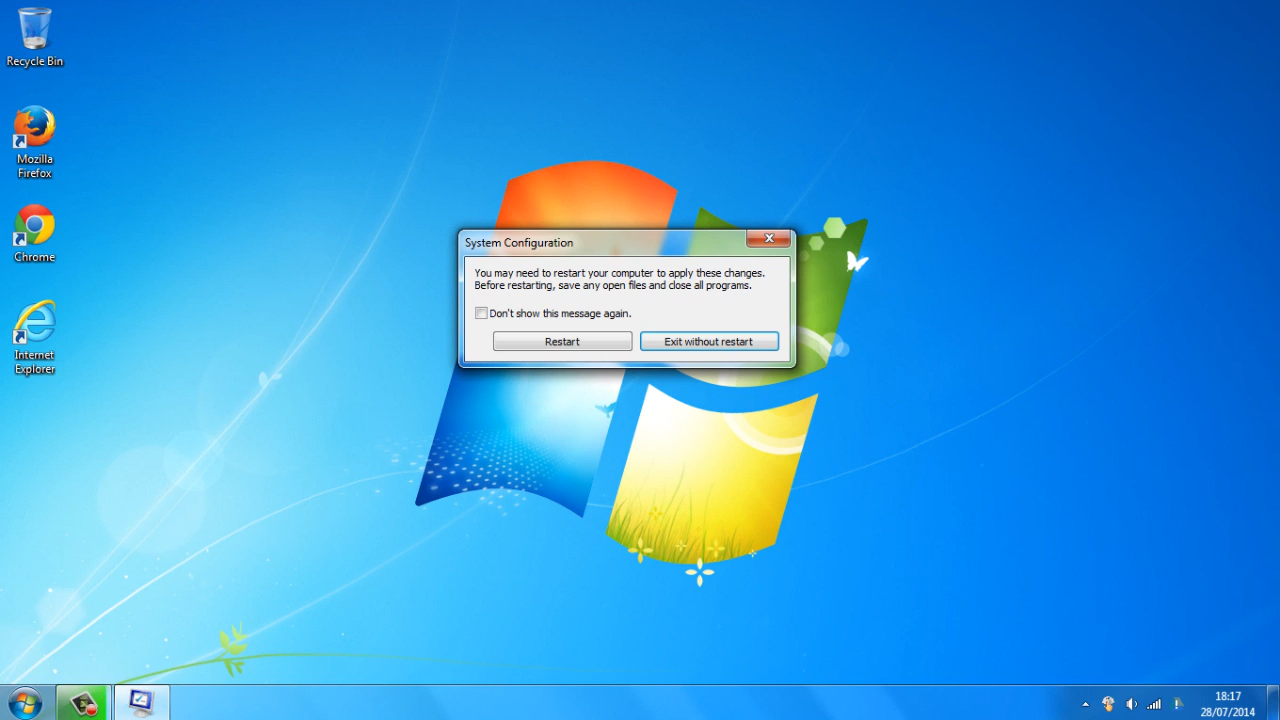 Recycle Bin
Mozilla
Firefox
Chrome
Internet
Explorer
System Configuration
You may need to restart your computer to apply these changes.
Before restarting, save any open files and close all programs.
Don't show this message again.
Restart
Exit without restart
18:17
28/07/2014